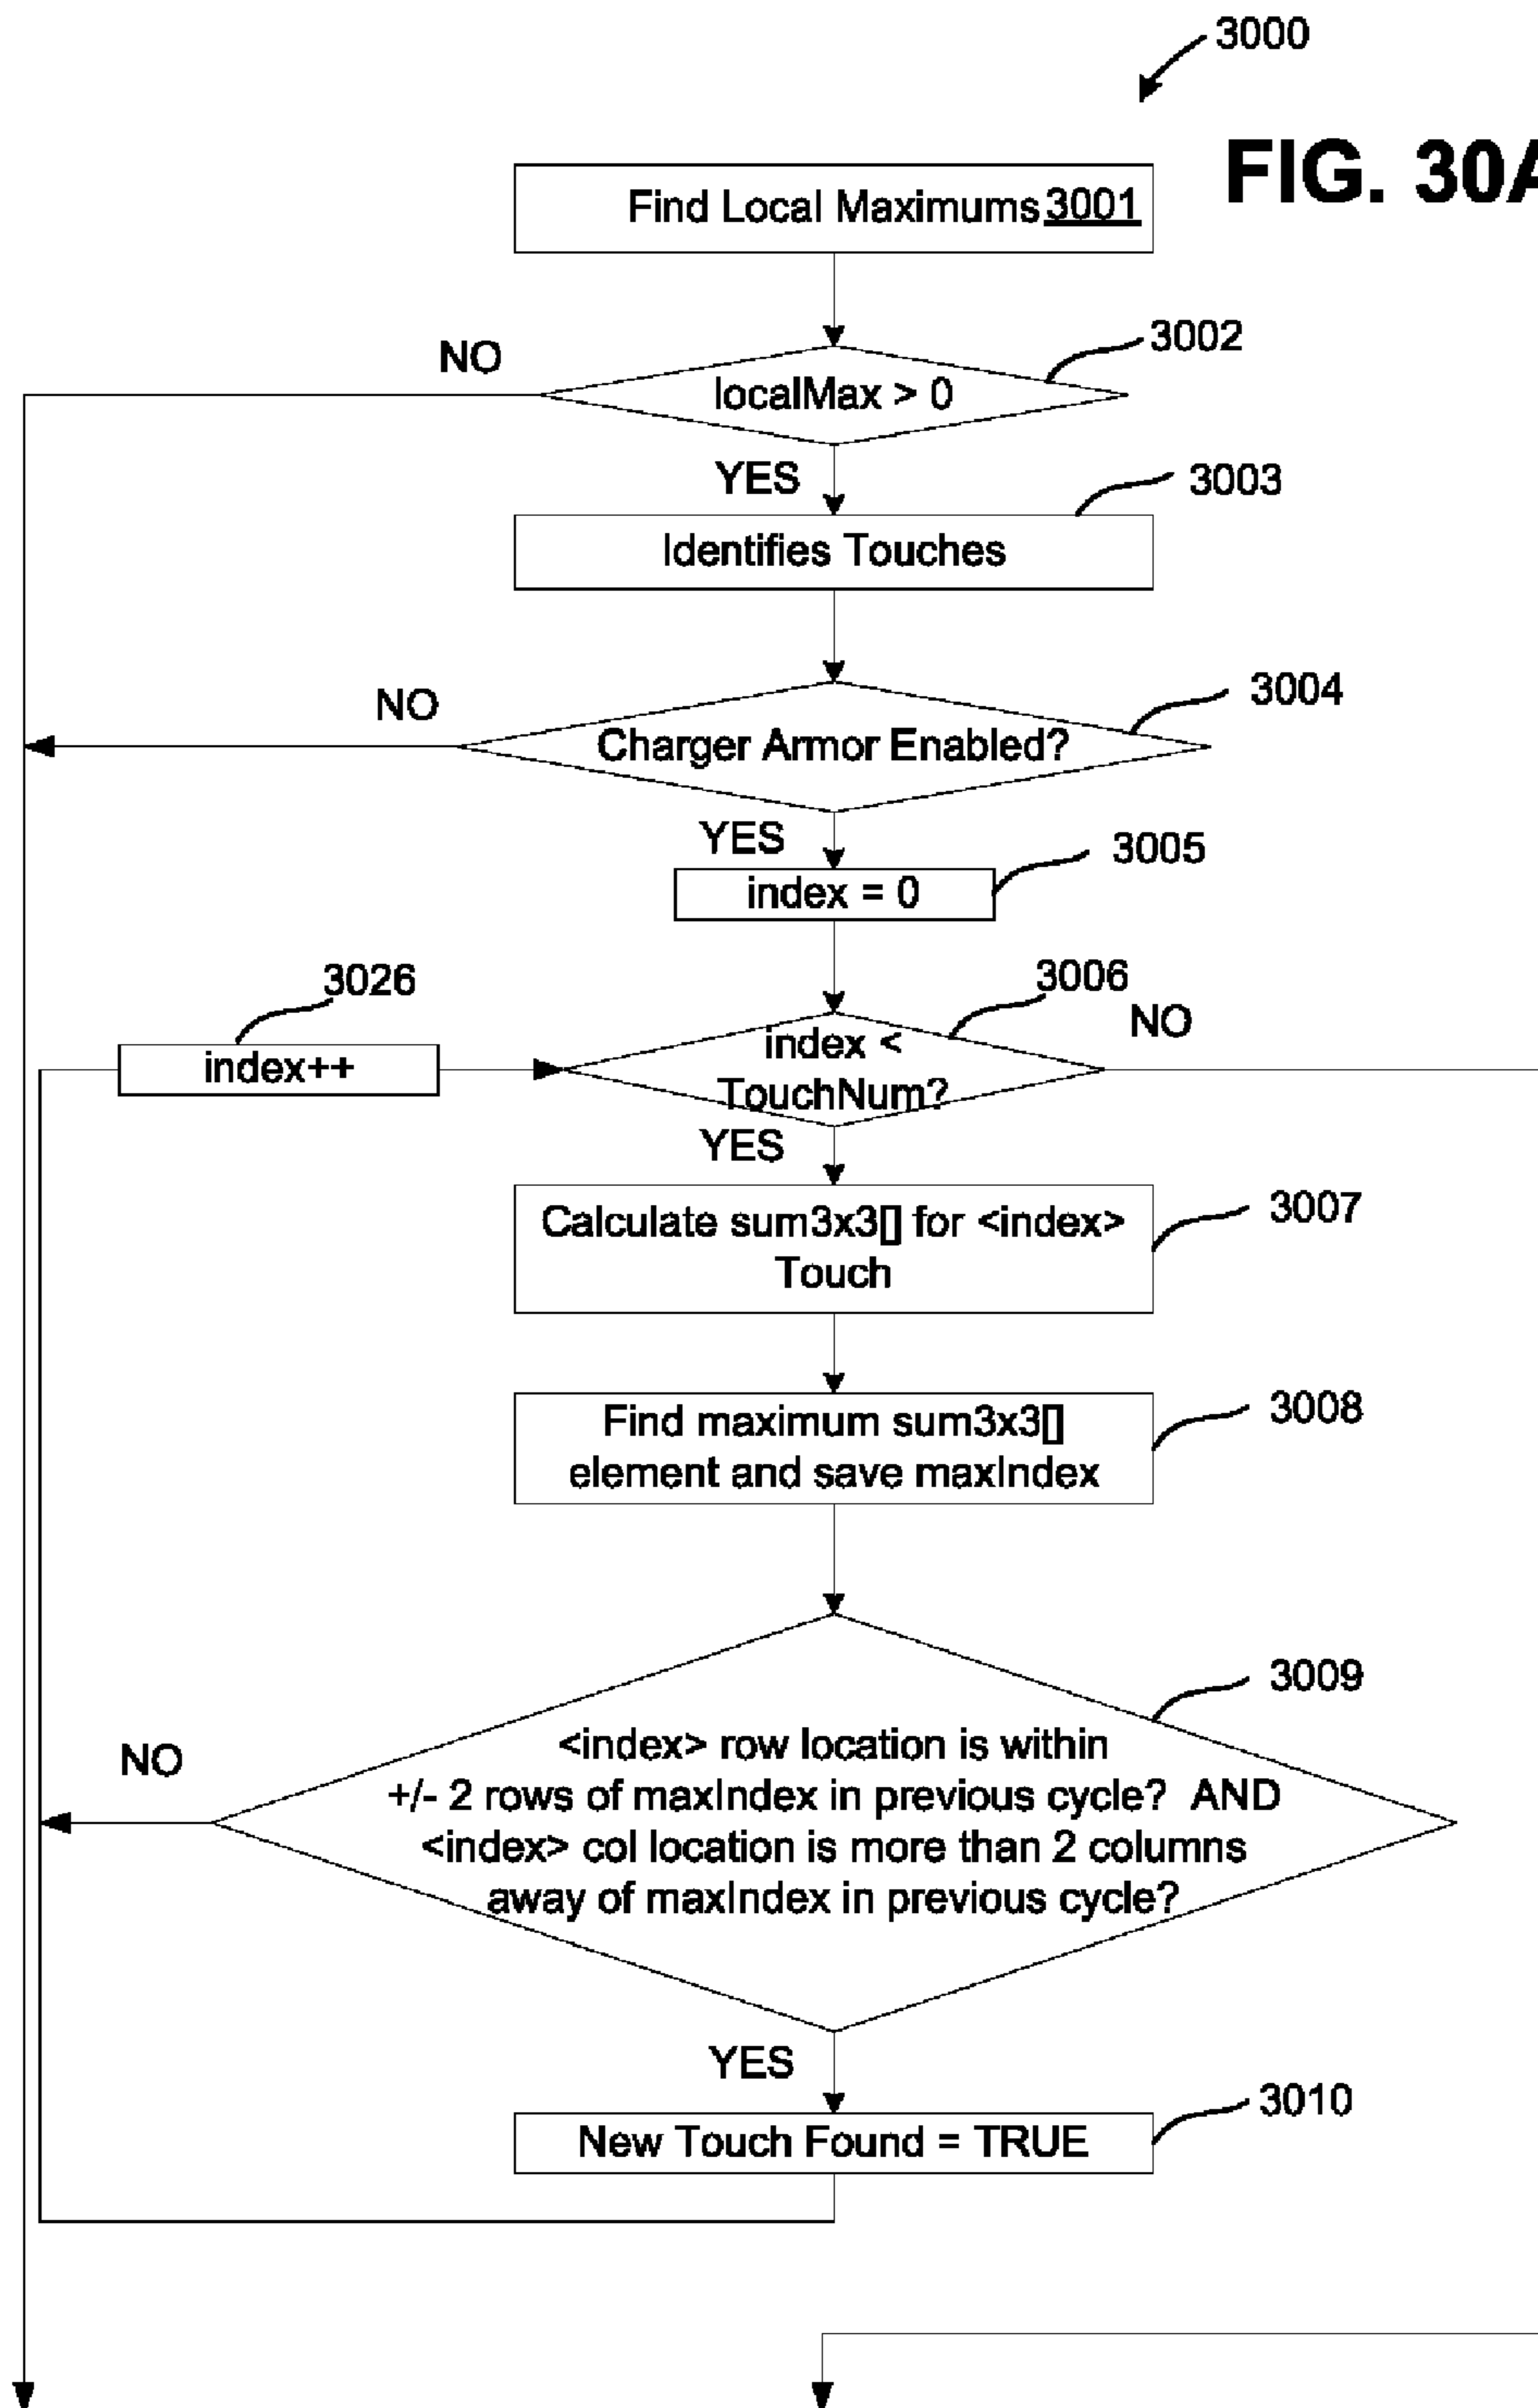 3000
FIG. 30A
Find Local Maximums 3001
3002
NO
localMax > 0
YES
3003
Identifies Touches
3004
NO
Charger Armor Enabled?
YES
3005
index = 0
3026
3006
NO
index++
index <
TouchNum?
YES
3007
Calculate sum3x3[] for <index>
Touch
3008
Find maximum sum3x3[]
element and save maxIndex
3009
<index> row location is within
NO
+/- 2 rows of maxIndex in previous cycle? AND
<index> col location is more than 2 columns
away of maxIndex in previous cycle?
YES
3010
New Touch Found = TRUE